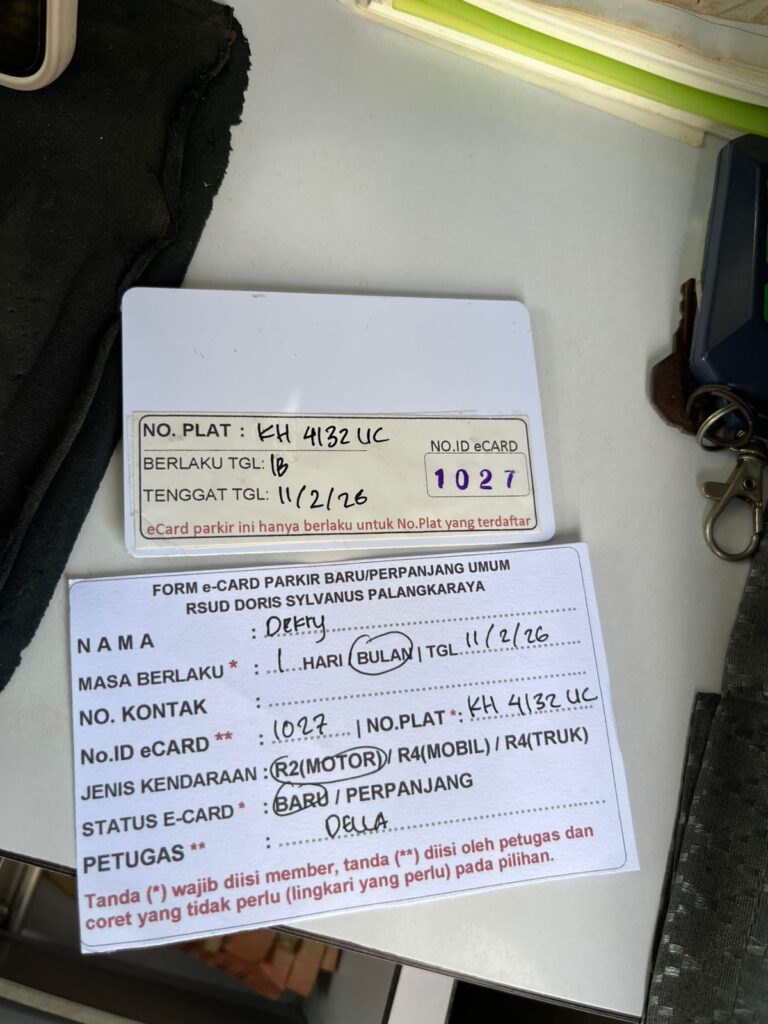 NO. PLAT : KH 4132 UC
BERLAKU TGL: 1B
NO.ID eCARD
1027
TENGGAT TGL: 11/2/26
eCard parkir ini hanya berlaku untuk No.Plat yang terdaftar
FORM e-CARD PARKIR BARU/PERPANJANG UMUM
RSUD DORIS SYLVANUS PALANGKARAYA
NAMA : Dekry
MASA BERLAKU * : 1 HARI / BULAN | TGL 11/2/26
NO. KONTAK :
No.ID eCARD ** : 1027 | NO.PLAT *: KH 4132 UC
JENIS KENDARAAN : R2(MOTOR) / R4(MOBIL) / R4(TRUK)
STATUS E-CARD * : BARU / PERPANJANG
PETUGAS ** : DELLA
Tanda (*) wajib diisi member, tanda (**) diisi oleh petugas dan
coret yang tidak perlu (lingkari yang perlu) pada pilihan.